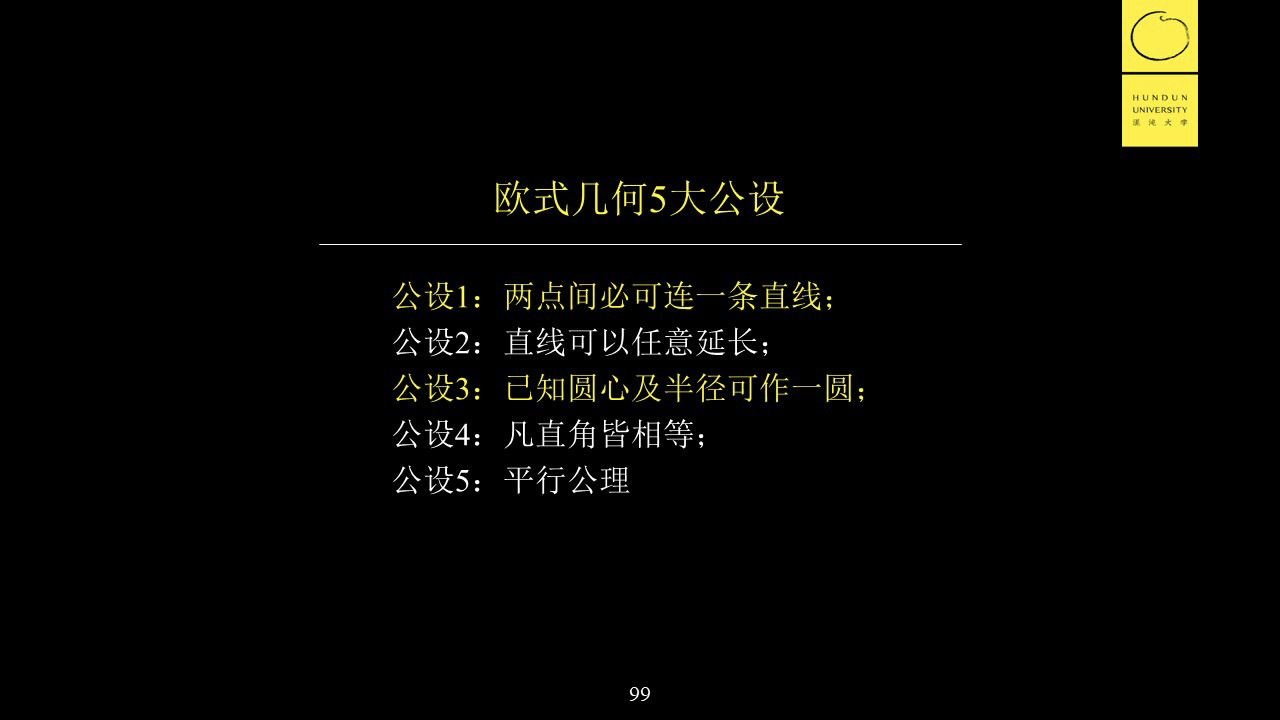 HUNDUN
UNIVERSITY
混沌大学
欧式几何5大公设
公设1：两点间必可连一条直线；
公设2：直线可以任意延长；
公设3：已知圆心及半径可作一圆；
公设4：凡直角皆相等；
公设5：平行公理
99